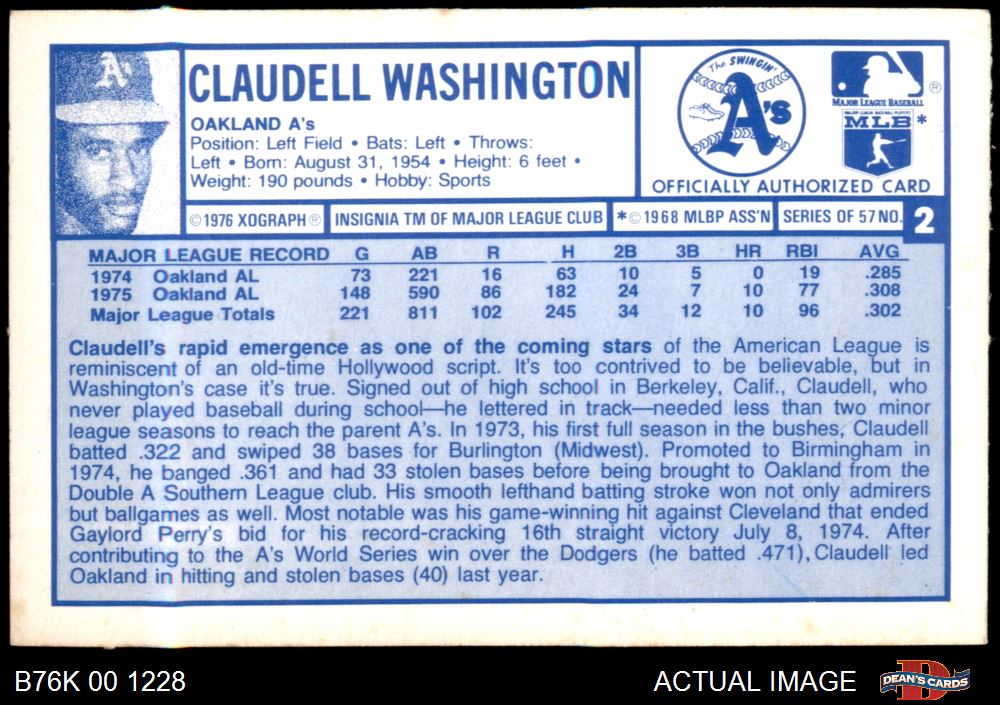 A's
CLAUDELL WASHINGTON
OAKLAND A's
Position: Left Field • Bats: Left • Throws:
Left • Born: August 31, 1954 • Height: 6 feet •
Weight: 190 pounds • Hobby: Sports
The SWINGIN'
A's
MAJOR LEAGUE BASEBALL ®
MAJOR LEAGUE BASEBALL PLAYERS
MLB *
OFFICIALLY AUTHORIZED CARD
© 1976 XOGRAPH ® INSIGNIA TM OF MAJOR LEAGUE CLUB * © 1968 MLBP ASS'N SERIES OF 57 NO. 2
MAJOR LEAGUE RECORD G AB R H 2B 3B HR RBI AVG
1974 Oakland AL 73 221 16 63 10 5 0 19 .285
1975 Oakland AL 148 590 86 182 24 7 10 77 .308
Major League Totals 221 811 102 245 34 12 10 96 .302
Claudell's rapid emergence as one of the coming stars of the American League is
reminiscent of an old-time Hollywood script. It's too contrived to be believable, but in
Washington's case it's true. Signed out of high school in Berkeley, Calif., Claudell, who
never played baseball during school—he lettered in track—needed less than two minor
league seasons to reach the parent A's. In 1973, his first full season in the bushes, Claudell
batted .322 and swiped 38 bases for Burlington (Midwest). Promoted to Birmingham in
1974, he banged .361 and had 33 stolen bases before being brought to Oakland from the
Double A Southern League club. His smooth lefthand batting stroke won not only admirers
but ballgames as well. Most notable was his game-winning hit against Cleveland that ended
Gaylord Perry's bid for his record-cracking 16th straight victory July 8, 1974. After
contributing to the A's World Series win over the Dodgers (he batted .471), Claudell led
Oakland in hitting and stolen bases (40) last year.
B76K 00 1228 ACTUAL IMAGE D DEAN'S CARDS